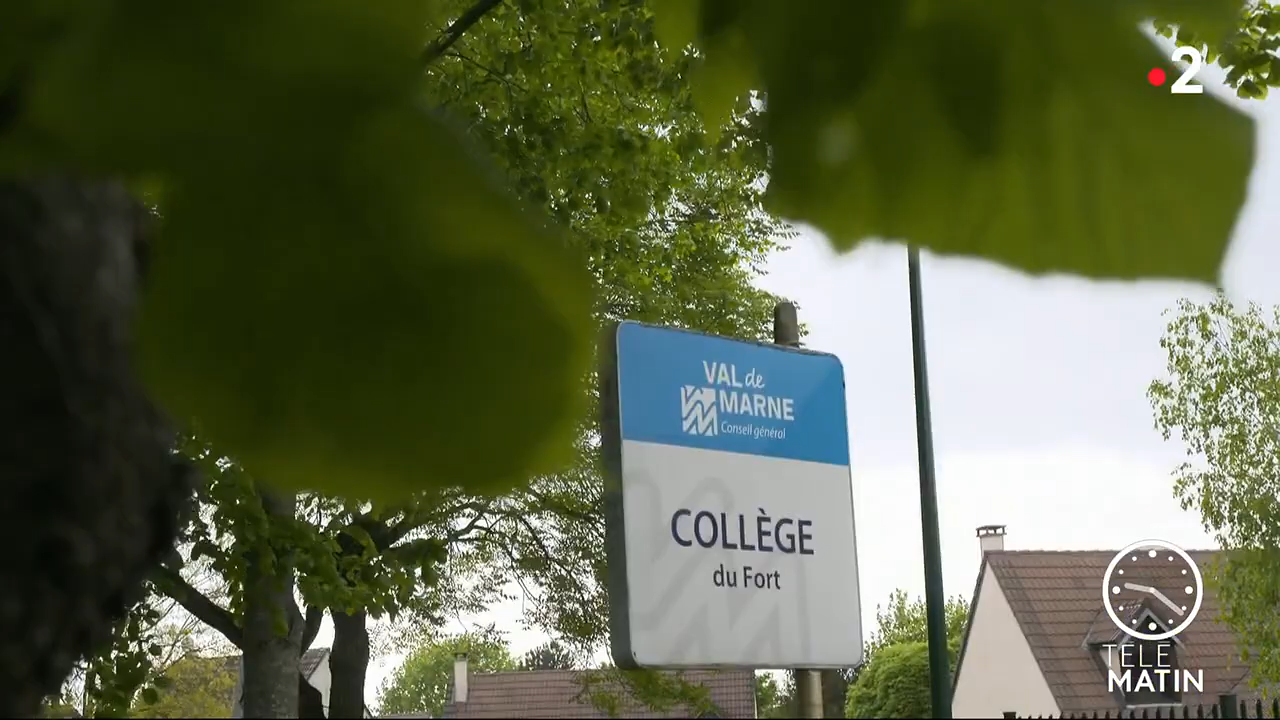 2
VAL de
MARNE
Conseil général
COLLÈGE
du Fort
TÉLÉ
MATIN